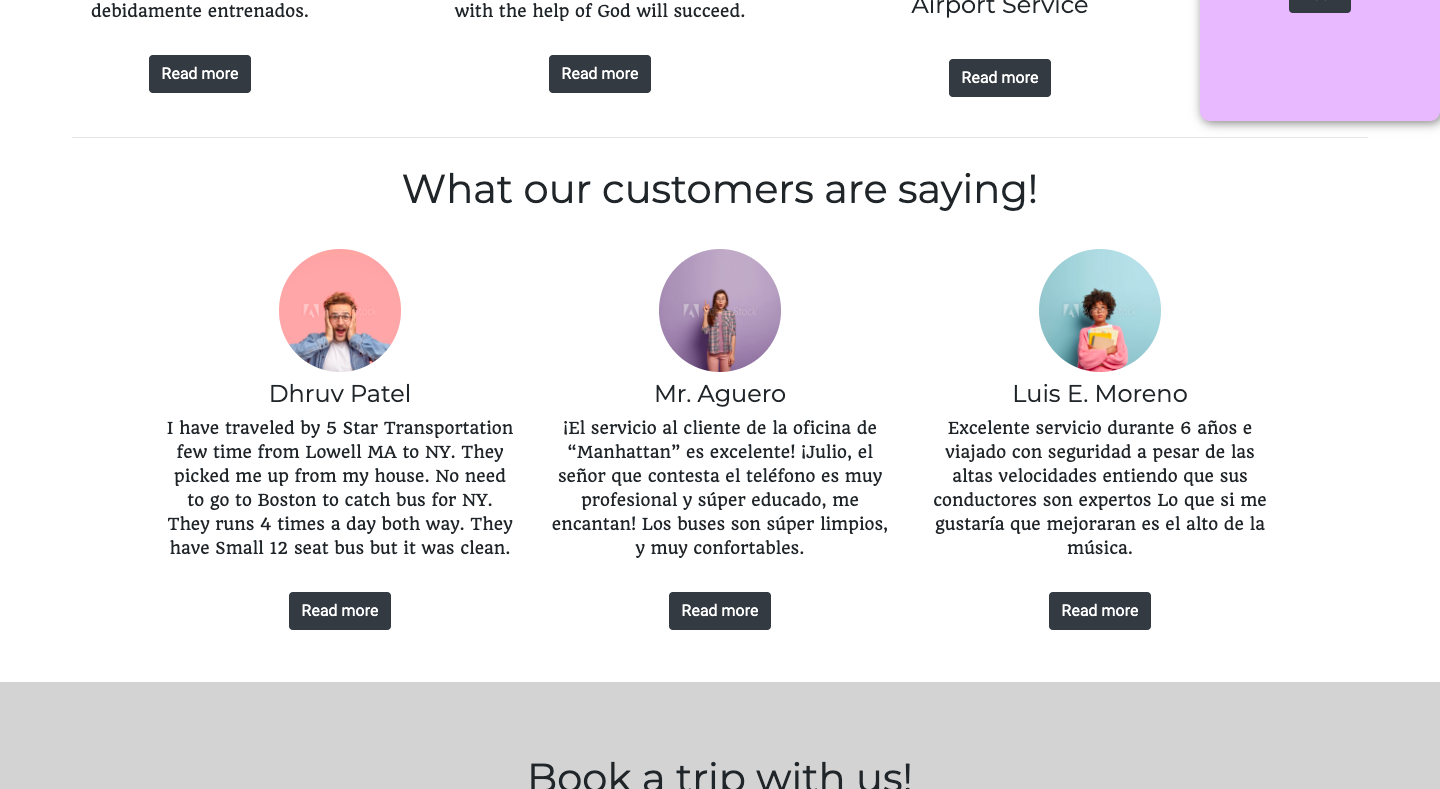 debidamente entrenados.
with the help of God will succeed.
Airport Service
Read more
Read more
Read more
What our customers are saying!
Dhruv Patel
I have traveled by 5 Star Transportation
few time from Lowell MA to NY. They
picked me up from my house. No need
to go to Boston to catch bus for NY.
They runs 4 times a day both way. They
have Small 12 seat bus but it was clean.
Read more
Mr. Aguero
¡El servicio al cliente de la oficina de
“Manhattan” es excelente! ¡Julio, el
señor que contesta el teléfono es muy
profesional y súper educado, me
encantan! Los buses son súper limpios,
y muy confortables.
Read more
Luis E. Moreno
Excelente servicio durante 6 años e
viajado con seguridad a pesar de las
altas velocidades entiendo que sus
conductores son expertos Lo que si me
gustaría que mejoraran es el alto de la
música.
Read more
Book a trip with us!